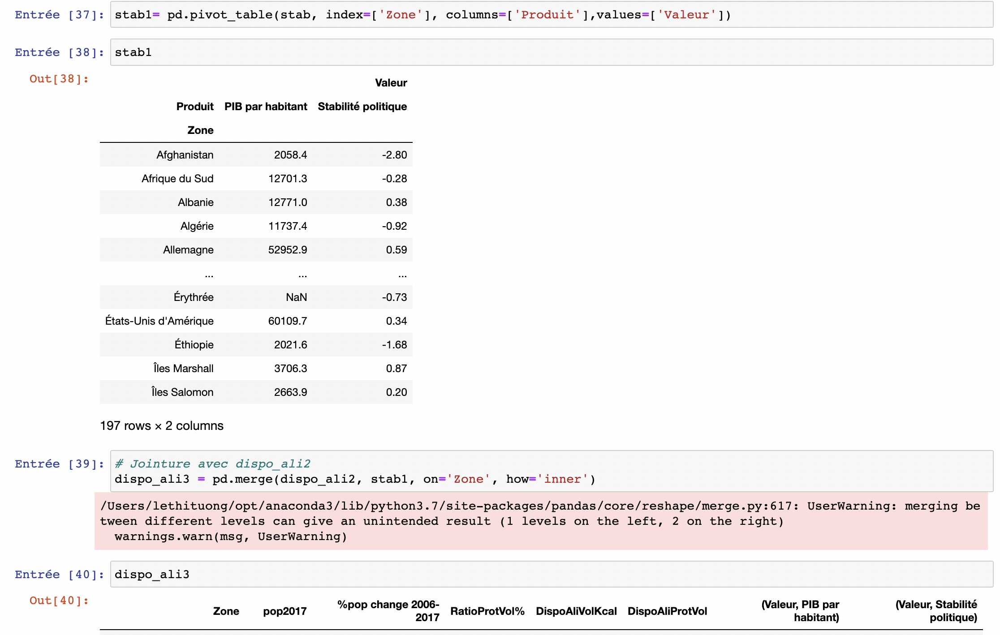 Entrée [37]: stab1= pd.pivot_table(stab, index=['Zone'], columns=['Produit'],values=['Valeur'])
Entrée [38]: stab1
Out[38]:
Valeur
Produit PIB par habitant Stabilité politique
Zone
Afghanistan 2058.4 -2.80
Afrique du Sud 12701.3 -0.28
Albanie 12771.0 0.38
Algérie 11737.4 -0.92
Allemagne 52952.9 0.59
... ... ...
Érythrée NaN -0.73
États-Unis d'Amérique 60109.7 0.34
Éthiopie 2021.6 -1.68
Îles Marshall 3706.3 0.87
Îles Salomon 2663.9 0.20
197 rows × 2 columns
Entrée [39]: # Jointure avec dispo_ali2
dispo_ali3 = pd.merge(dispo_ali2, stab1, on='Zone', how='inner')
/Users/lethituong/opt/anaconda3/lib/python3.7/site-packages/pandas/core/reshape/merge.py:617: UserWarning: merging be
tween different levels can give an unintended result (1 levels on the left, 2 on the right)
warnings.warn(msg, UserWarning)
Entrée [40]: dispo_ali3
Out[40]:
Zone pop2017 %pop change 2006-
2017 RatioProtVol% DispoAliVolKcal DispoAliProtVol (Valeur, PIB par
habitant) (Valeur, Stabilité
politique)